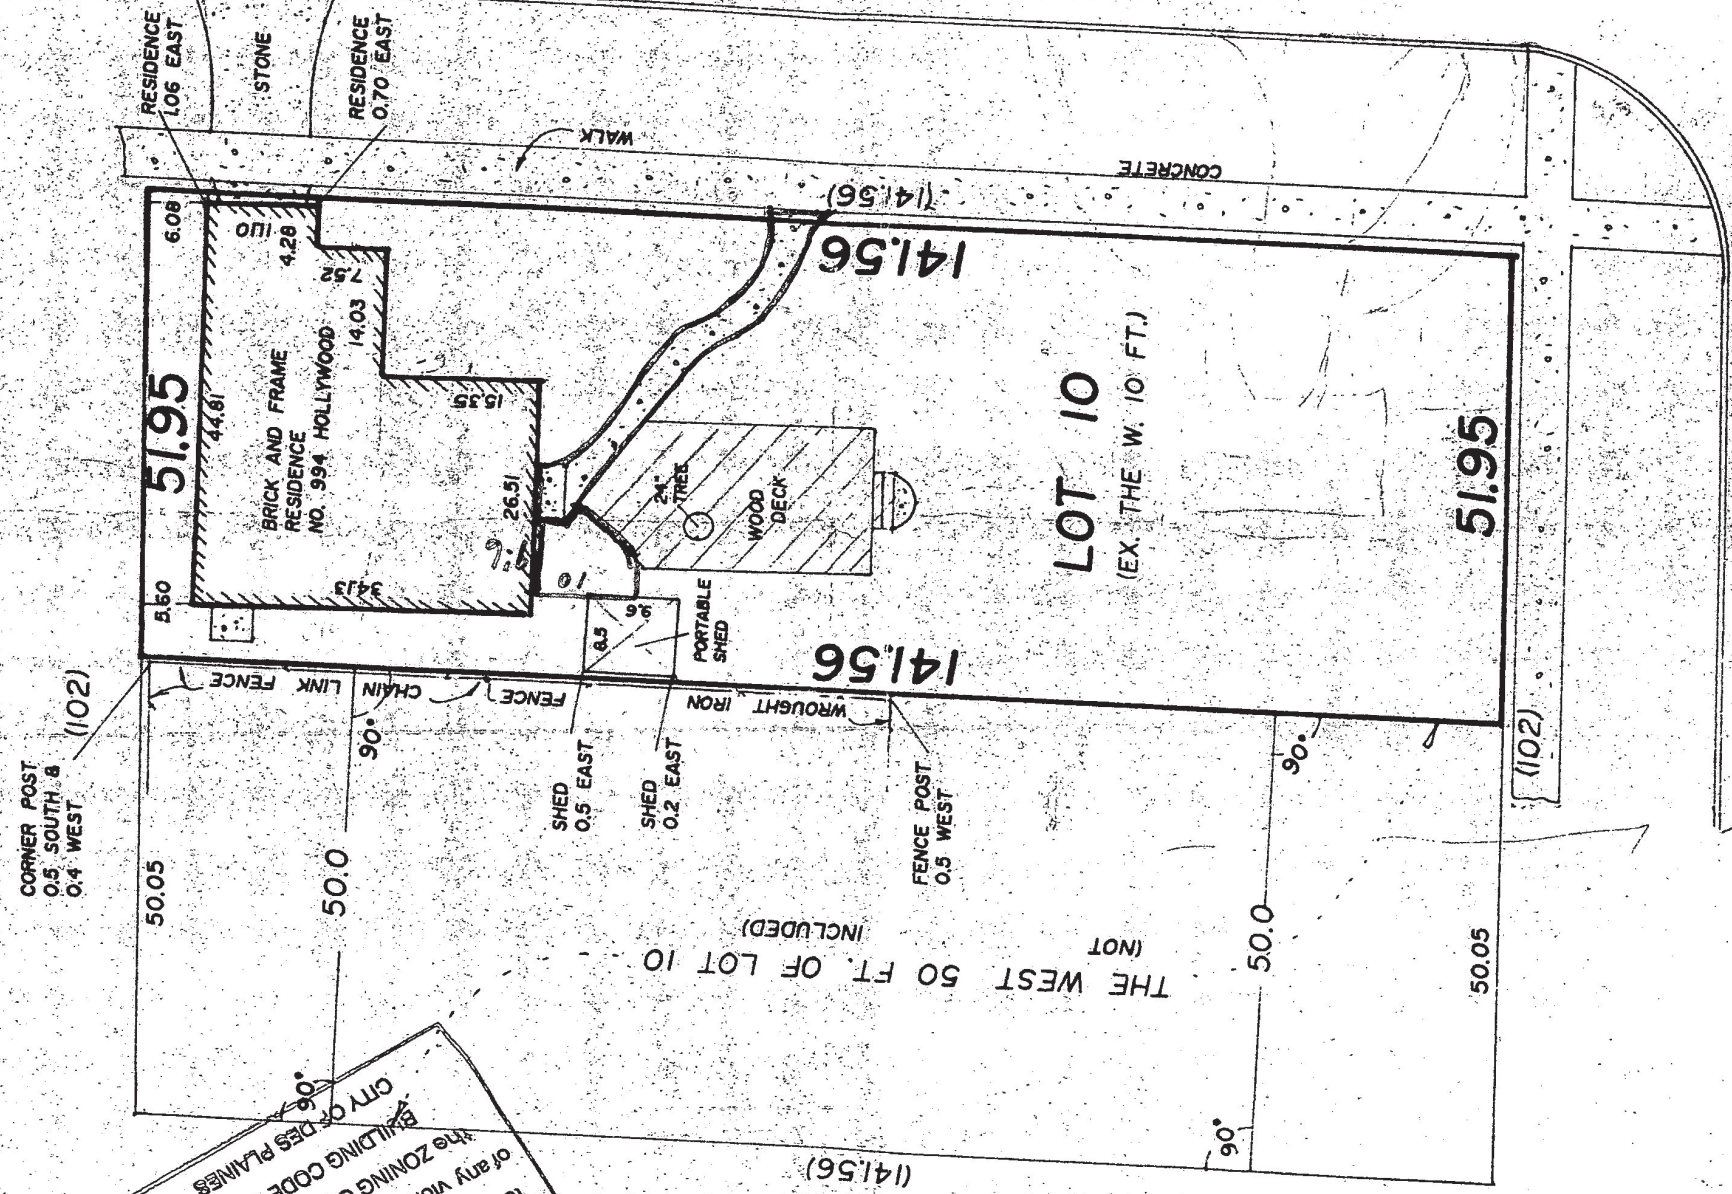 RESIDENCE
1.06 EAST
STONE
RESIDENCE
0.70 EAST
WALK
CONCRETE
(141.56)
141.56
6.08
11.10
4.28
7.52
14.03
51.95
44.81
BRICK AND FRAME
RESIDENCE
NO. 994 HOLLYWOOD
15.35
26.51
34.13
5.60
10
24"
TREE
WOOD
DECK
LOT 10
(EX. THE W. 10 FT.)
51.95
8.5
9.6
PORTABLE
SHED
141.56
CHAIN LINK FENCE
WROUGHT IRON FENCE
(102)
CORNER POST
0.5 SOUTH &
0.4 WEST
90°
SHED
0.5 EAST
SHED
0.2 EAST
FENCE POST
0.5 WEST
90°
(102)
50.05
50.0
THE WEST 50 FT. OF LOT 10
(NOT INCLUDED)
50.0
50.05
90°
90°
(141.56)
of any
the ZONING
BUILDING CODE
CITY OF DES PLAINES